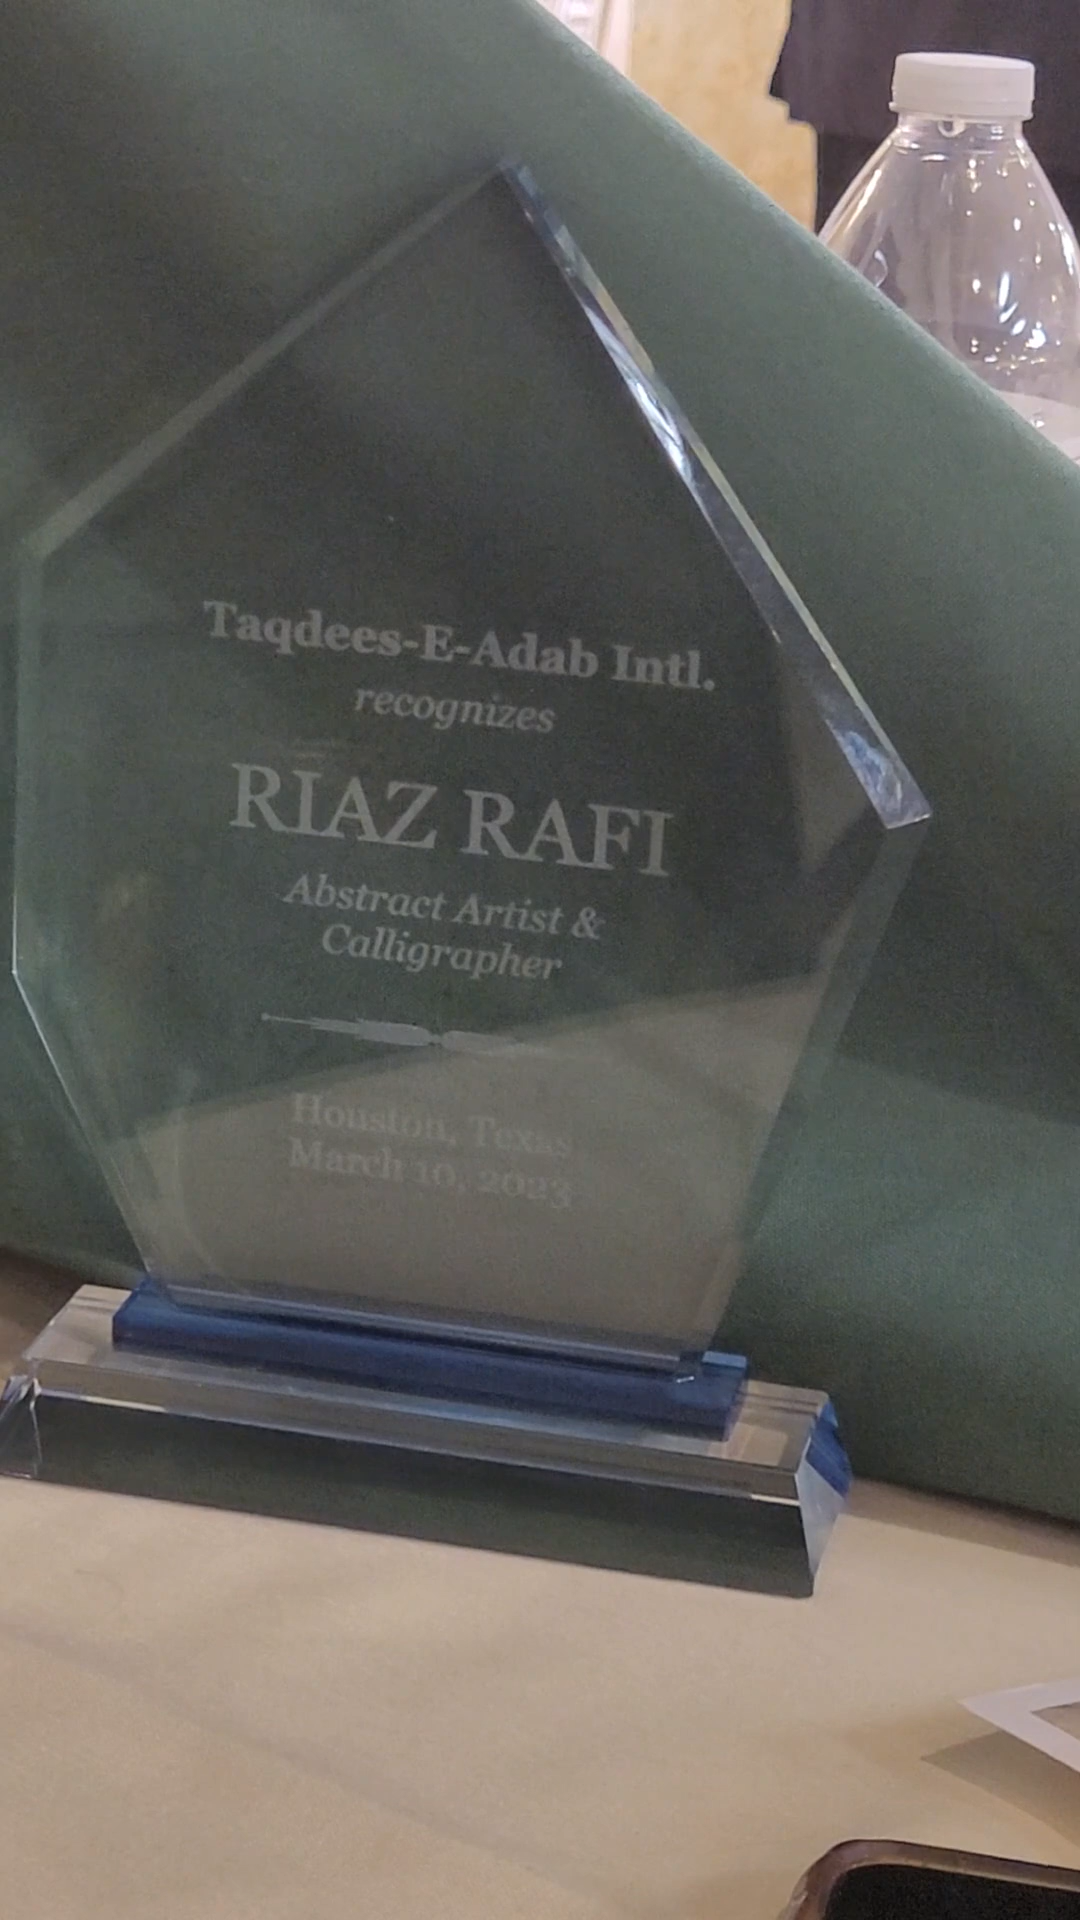 Taqdees-E-Adab Intl.
recognizes
RIAZ RAFI
Abstract Artist &
Calligrapher
Houston, Texas
March 10, 2023